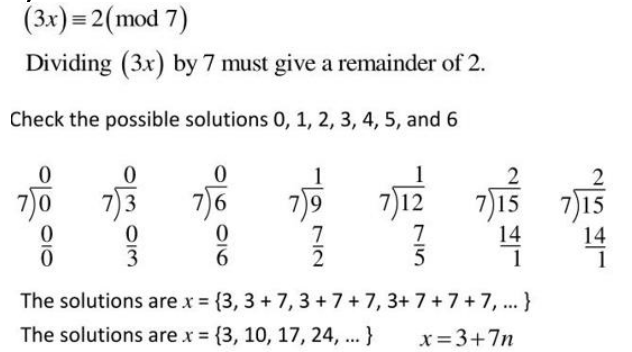 (3x) ≡ 2(mod 7)
Dividing (3x) by 7 must give a remainder of 2.
Check the possible solutions 0, 1, 2, 3, 4, 5, and 6
0 0 0 1 1 2 2
7)0 7)3 7)6 7)9 7)12 7)15 7)15
0 0 0 7 7 14 14
0 3 6 2 5 1 1
The solutions are x = {3, 3 + 7, 3 + 7 + 7, 3+ 7 + 7 + 7, ... }
The solutions are x = {3, 10, 17, 24, ... } x = 3+7n